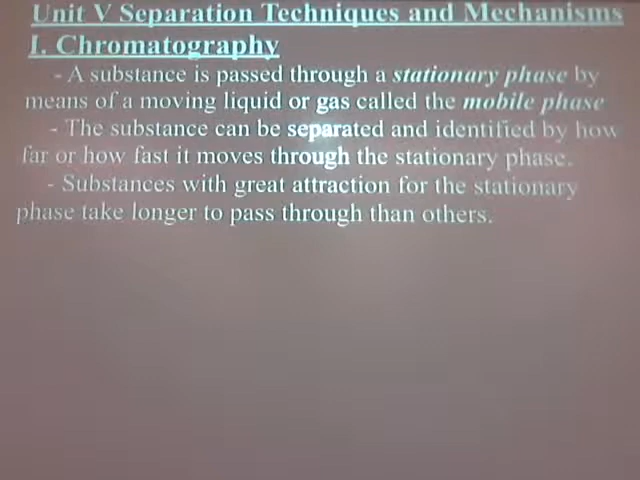 Unit V Separation Techniques and Mechanisms
I. Chromatography
- A substance is passed through a stationary phase by
means of a moving liquid or gas called the mobile phase
- The substance can be separated and identified by how
far or how fast it moves through the stationary phase.
- Substances with great attraction for the stationary
phase take longer to pass through than others.